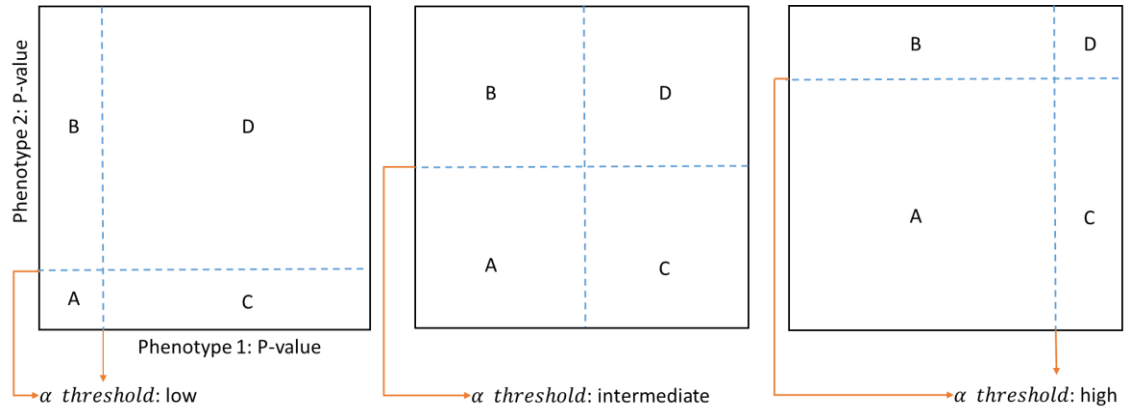 Phenotype 2: P-value
B
D
A
C
Phenotype 1: P-value
α threshold: low
B
D
A
C
α threshold: intermediate
B
D
A
C
α threshold: high